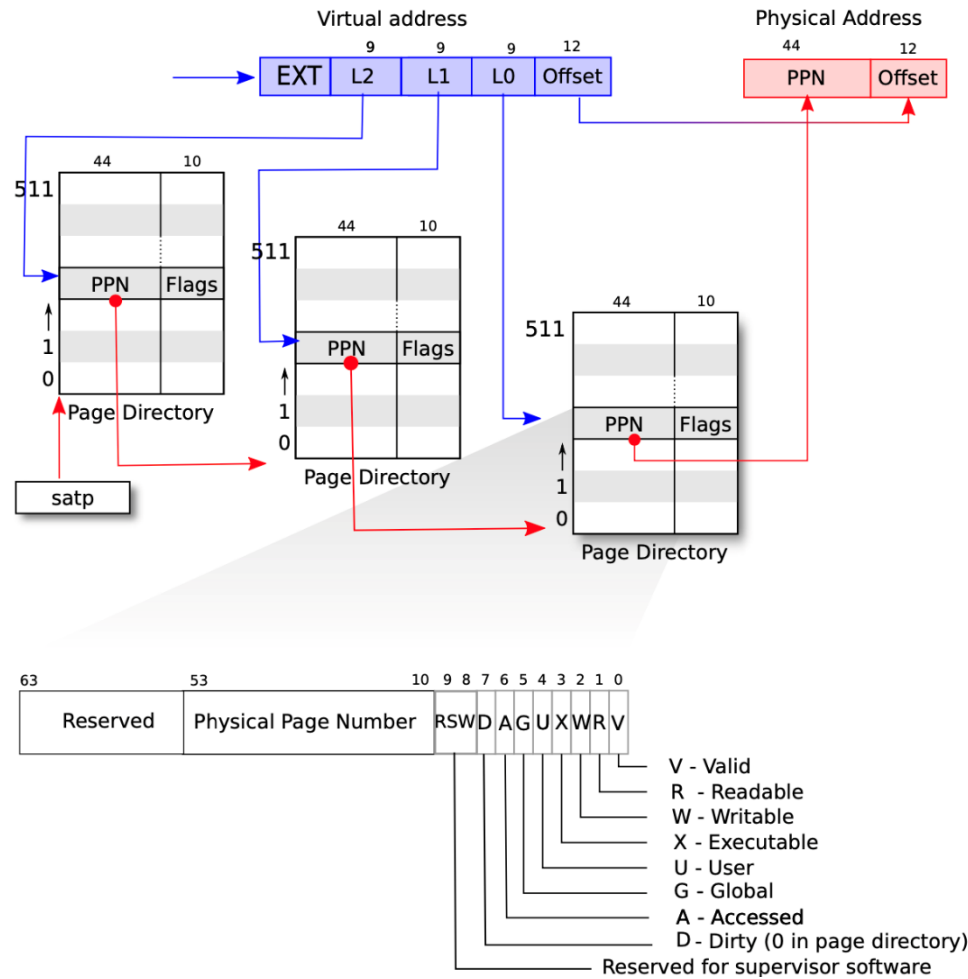 Virtual address
Physical Address
9 9 9 12
44 12
EXT L2 L1 L0 Offset
PPN Offset
44 10
511
PPN Flags
1
0
Page Directory
satp
44 10
511
PPN Flags
1
0
Page Directory
44 10
511
PPN Flags
1
0
Page Directory
63 53 10 9 8 7 6 5 4 3 2 1 0
Reserved Physical Page Number RSW D A G U X W R V
V - Valid
R - Readable
W - Writable
X - Executable
U - User
G - Global
A - Accessed
D - Dirty (0 in page directory)
Reserved for supervisor software